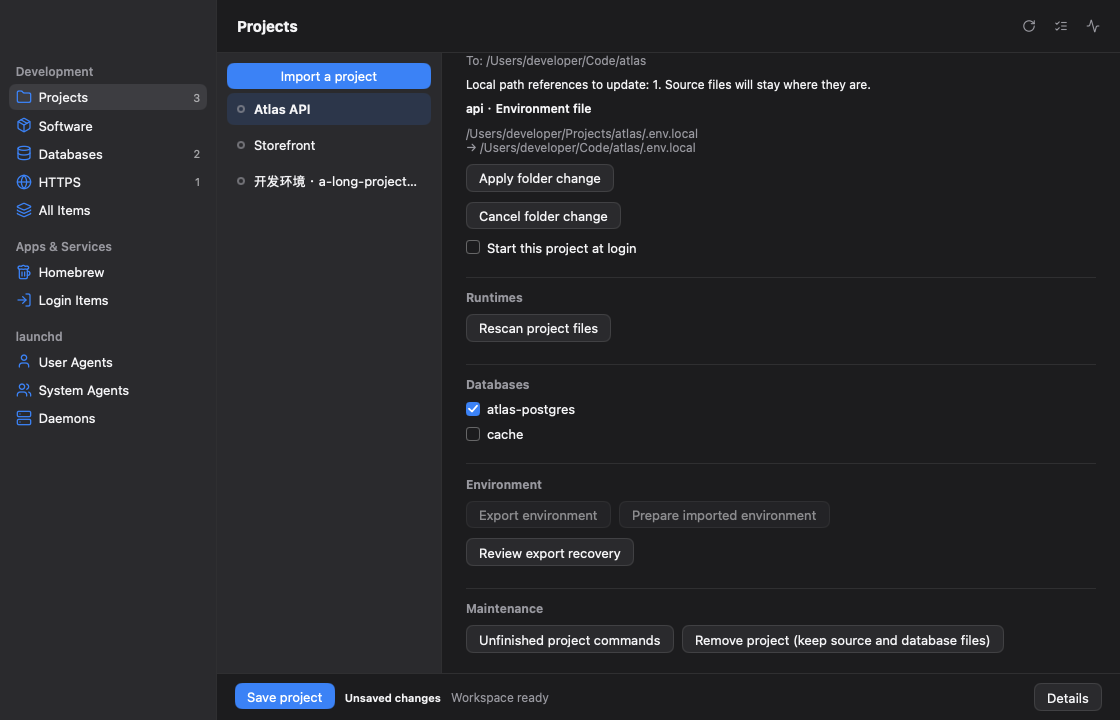 Projects
Development
Projects 3
Software
Databases 2
HTTPS 1
All Items
Apps & Services
Homebrew
Login Items
launchd
User Agents
System Agents
Daemons
Import a project
Atlas API
Storefront
开发环境 · a-long-project...
To: /Users/developer/Code/atlas
Local path references to update: 1. Source files will stay where they are.
api · Environment file
/Users/developer/Projects/atlas/.env.local
→ /Users/developer/Code/atlas/.env.local
Apply folder change
Cancel folder change
Start this project at login
Runtimes
Rescan project files
Databases
atlas-postgres
cache
Environment
Export environment Prepare imported environment
Review export recovery
Maintenance
Unfinished project commands Remove project (keep source and database files)
Save project Unsaved changes Workspace ready Details